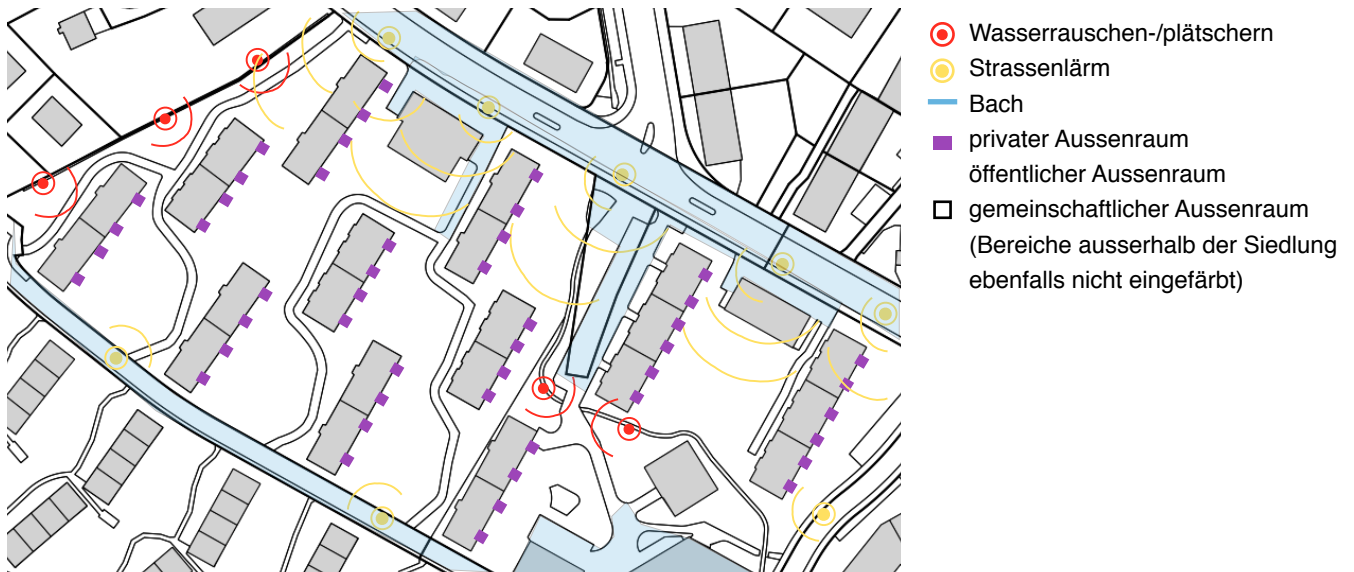 Wasserrauschen-/plätschern
Strassenlärm
Bach
privater Aussenraum
öffentlicher Aussenraum
gemeinschaftlicher Aussenraum
(Bereiche ausserhalb der Siedlung
ebenfalls nicht eingefärbt)